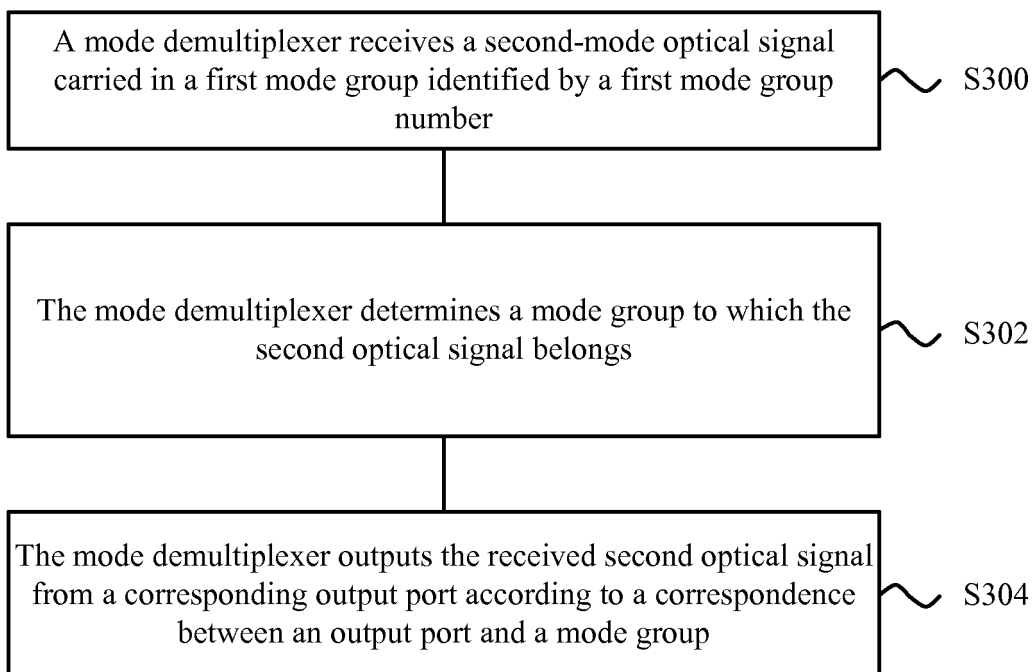 A mode demultiplexer receives a second-mode optical signal
carried in a first mode group identified by a first mode group
number
S300
The mode demultiplexer determines a mode group to which the
second optical signal belongs
S302
The mode demultiplexer outputs the received second optical signal
from a corresponding output port according to a correspondence
between an output port and a mode group
S304